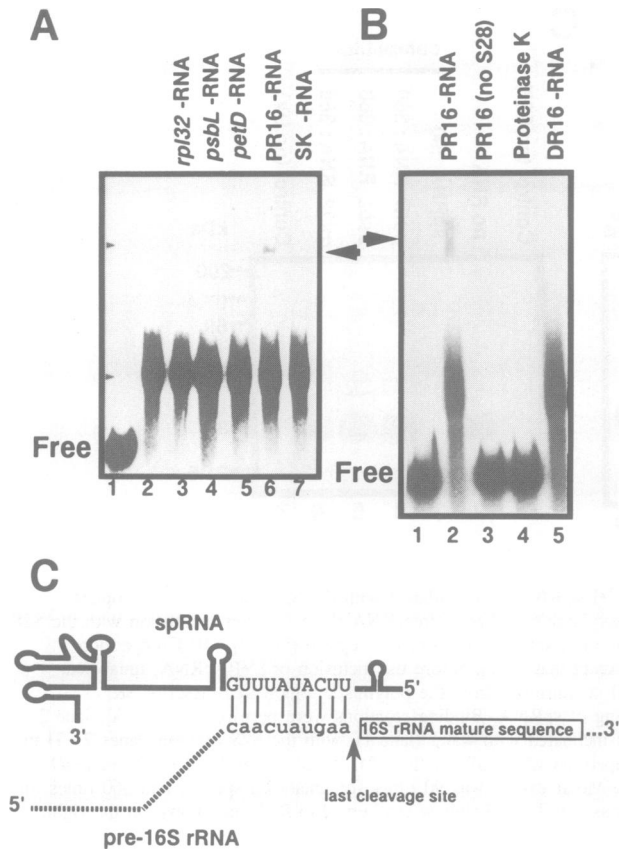 A
rpl32 -RNA
psbL -RNA
petD -RNA
PR16 -RNA
SK -RNA
Free
1 2 3 4 5 6 7
B
PR16 -RNA
PR16 (no S28)
Proteinase K
DR16 -RNA
Free
1 2 3 4 5
C
spRNA
GUUUAUACUU
5'
3'
caacuaugaa
16S rRNA mature sequence
...3'
last cleavage site
5'
pre-16S rRNA